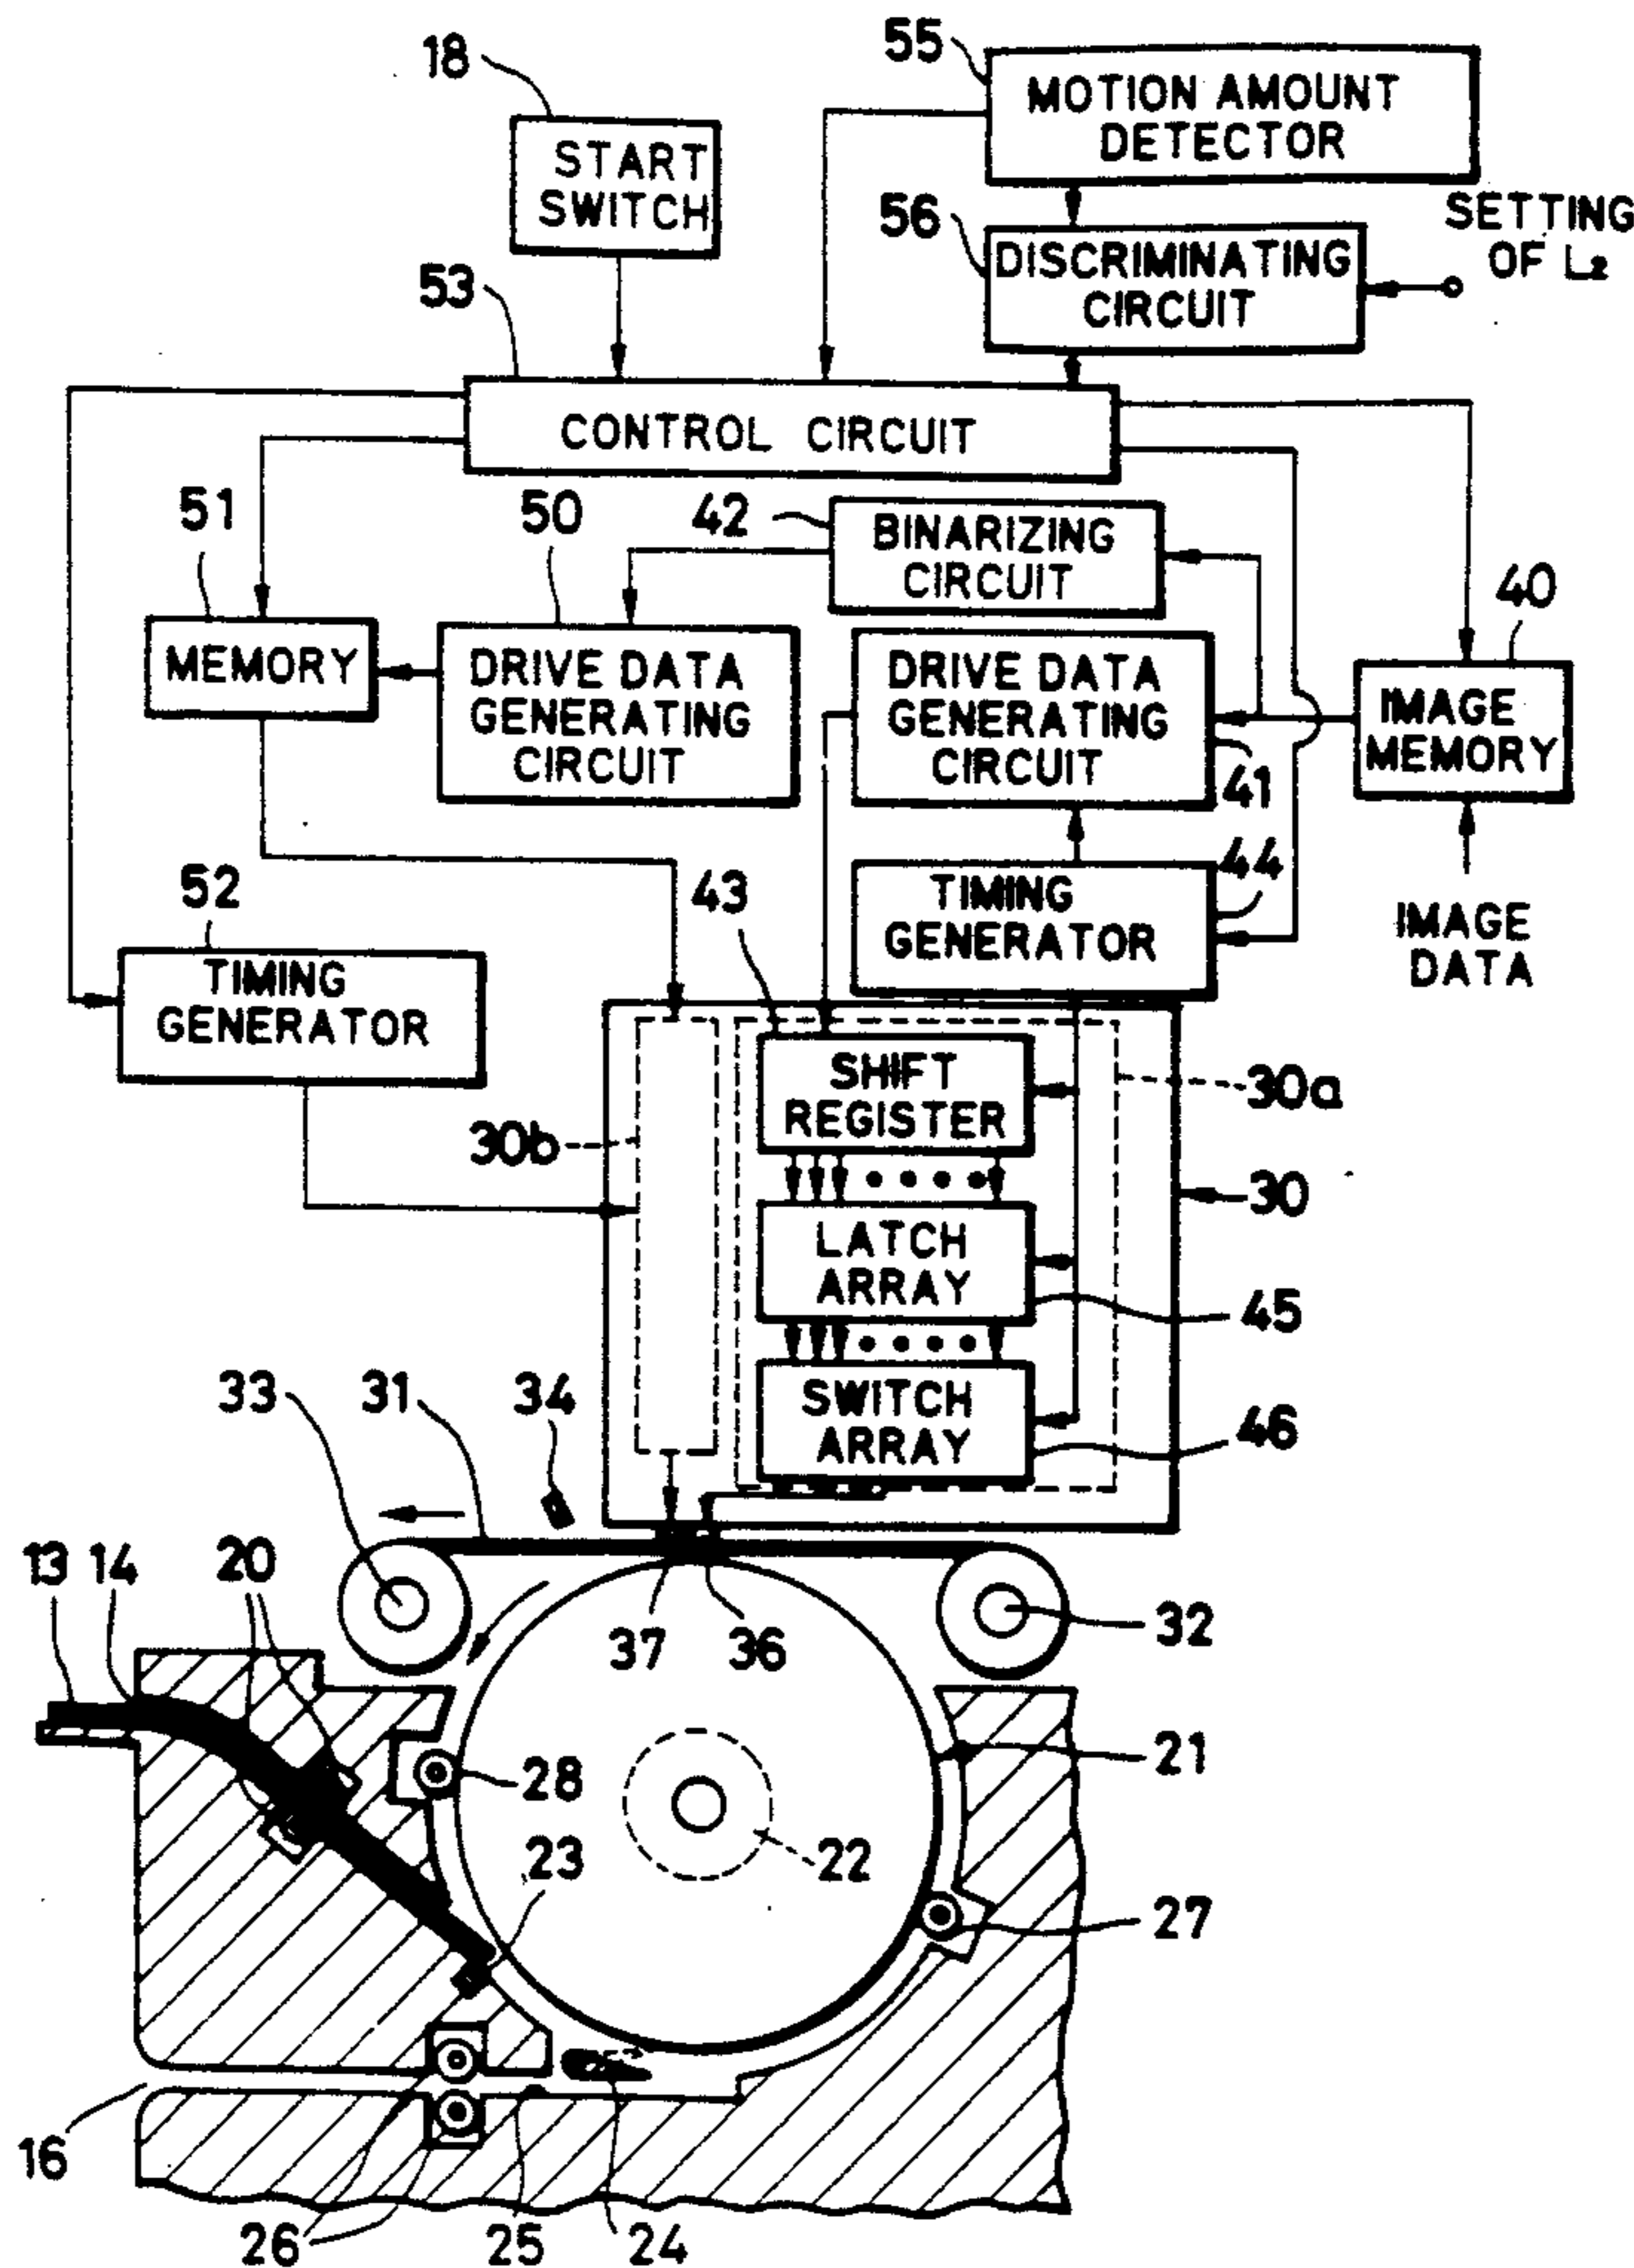 18
55
START
SWITCH
MOTION AMOUNT
DETECTOR
56
SETTING
OF L2
DISCRIMINATING
CIRCUIT
53
CONTROL CIRCUIT
51
50
42
BINARIZING
CIRCUIT
40
MEMORY
DRIVE DATA
GENERATING
CIRCUIT
DRIVE DATA
GENERATING
CIRCUIT
41
IMAGE
MEMORY
52
43
44
TIMING
GENERATOR
IMAGE
DATA
TIMING
GENERATOR
SHIFT
REGISTER
30a
30b
30
LATCH
ARRAY
45
SWITCH
ARRAY
46
33
31
34
13
14
20
37
36
32
28
21
23
22
27
16
26
25
24